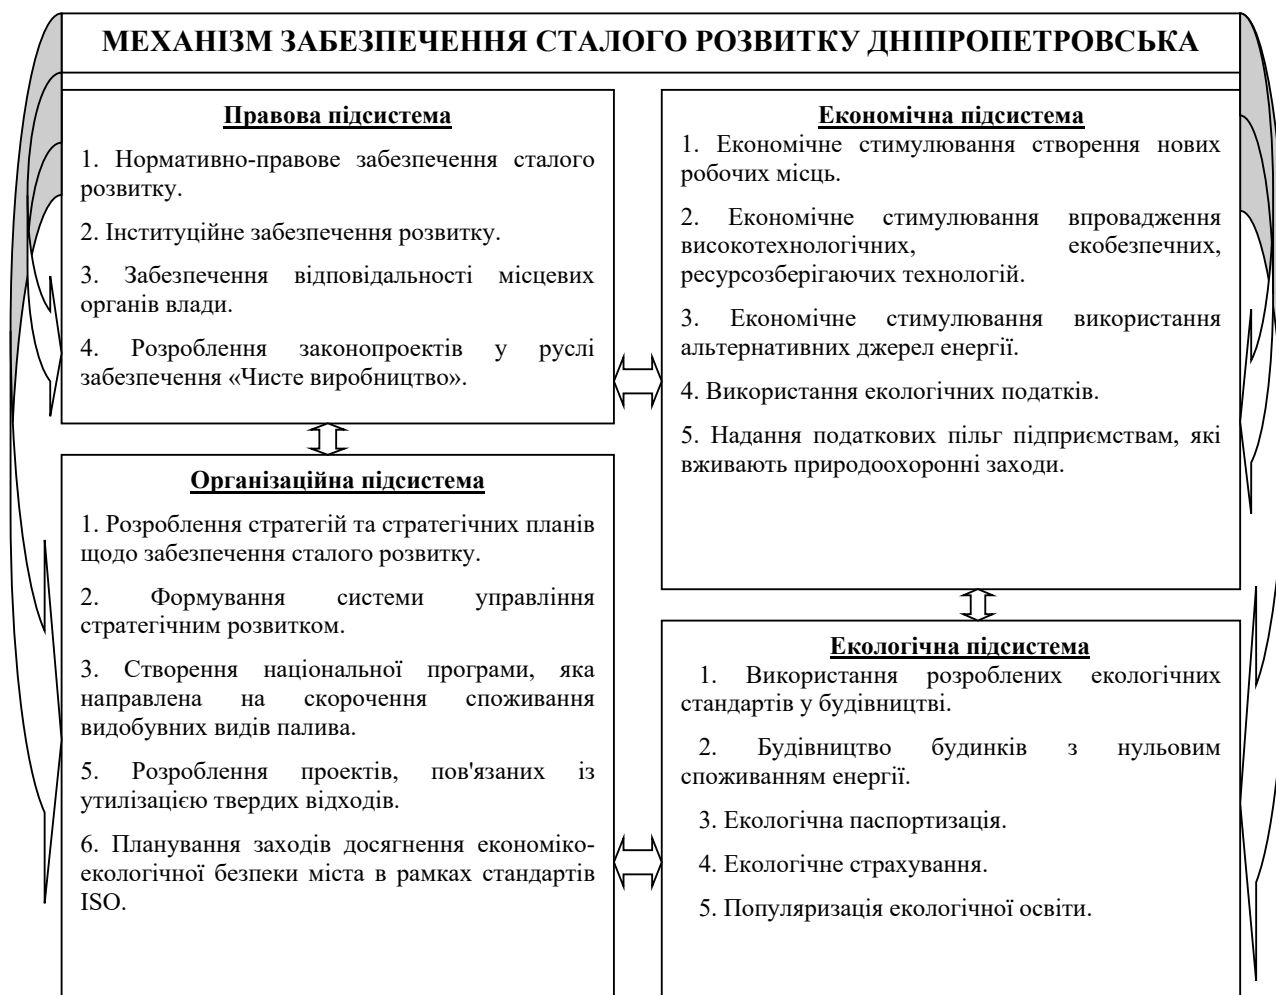 МЕХАНІЗМ ЗАБЕЗПЕЧЕННЯ СТАЛОГО РОЗВИТКУ ДНІПРОПЕТРОВСЬКА
Правова підсистема
1. Нормативно-правове забезпечення сталого
розвитку.
2. Інституційне забезпечення розвитку.
3. Забезпечення відповідальності місцевих
органів влади.
4. Розроблення законопроектів у руслі
забезпечення «Чисте виробництво».
Економічна підсистема
1. Економічне стимулювання створення нових
робочих місць.
2. Економічне стимулювання впровадження
високотехнологічних, екобезпечних,
ресурсозберігаючих технологій.
3. Економічне стимулювання використання
альтернативних джерел енергії.
4. Використання екологічних податків.
5. Надання податкових пільг підприємствам, які
вживають природоохоронні заходи.
Організаційна підсистема
1. Розроблення стратегій та стратегічних планів
щодо забезпечення сталого розвитку.
2. Формування системи управління
стратегічним розвитком.
3. Створення національної програми, яка
направлена на скорочення споживання
видобувних видів палива.
5. Розроблення проектів, пов'язаних із
утилізацією твердих відходів.
6. Планування заходів досягнення економіко-
екологічної безпеки міста в рамках стандартів
ISO.
Екологічна підсистема
1. Використання розроблених екологічних
стандартів у будівництві.
2. Будівництво будинків з нульовим
споживанням енергії.
3. Екологічна паспортизація.
4. Екологічне страхування.
5. Популяризація екологічної освіти.